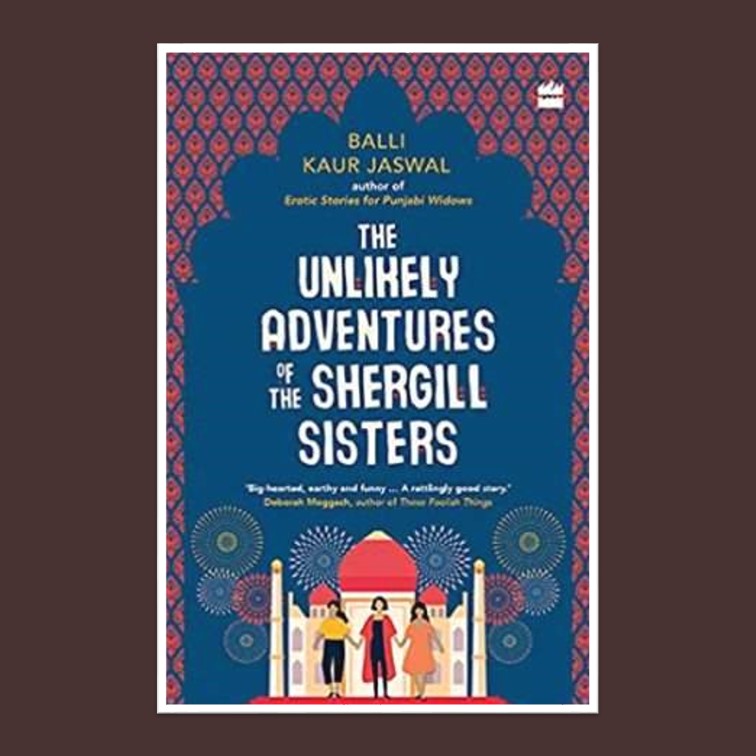 BALLI
KAUR JASWAL
author of
Erotic Stories for Punjabi Widows
THE
UNLIKELY
ADVENTURES
OF THE SHERGILL
SISTERS
"Big-hearted, earthy and funny ... A rattlingly good story."
Deborah Moggach, author of These Foolish Things